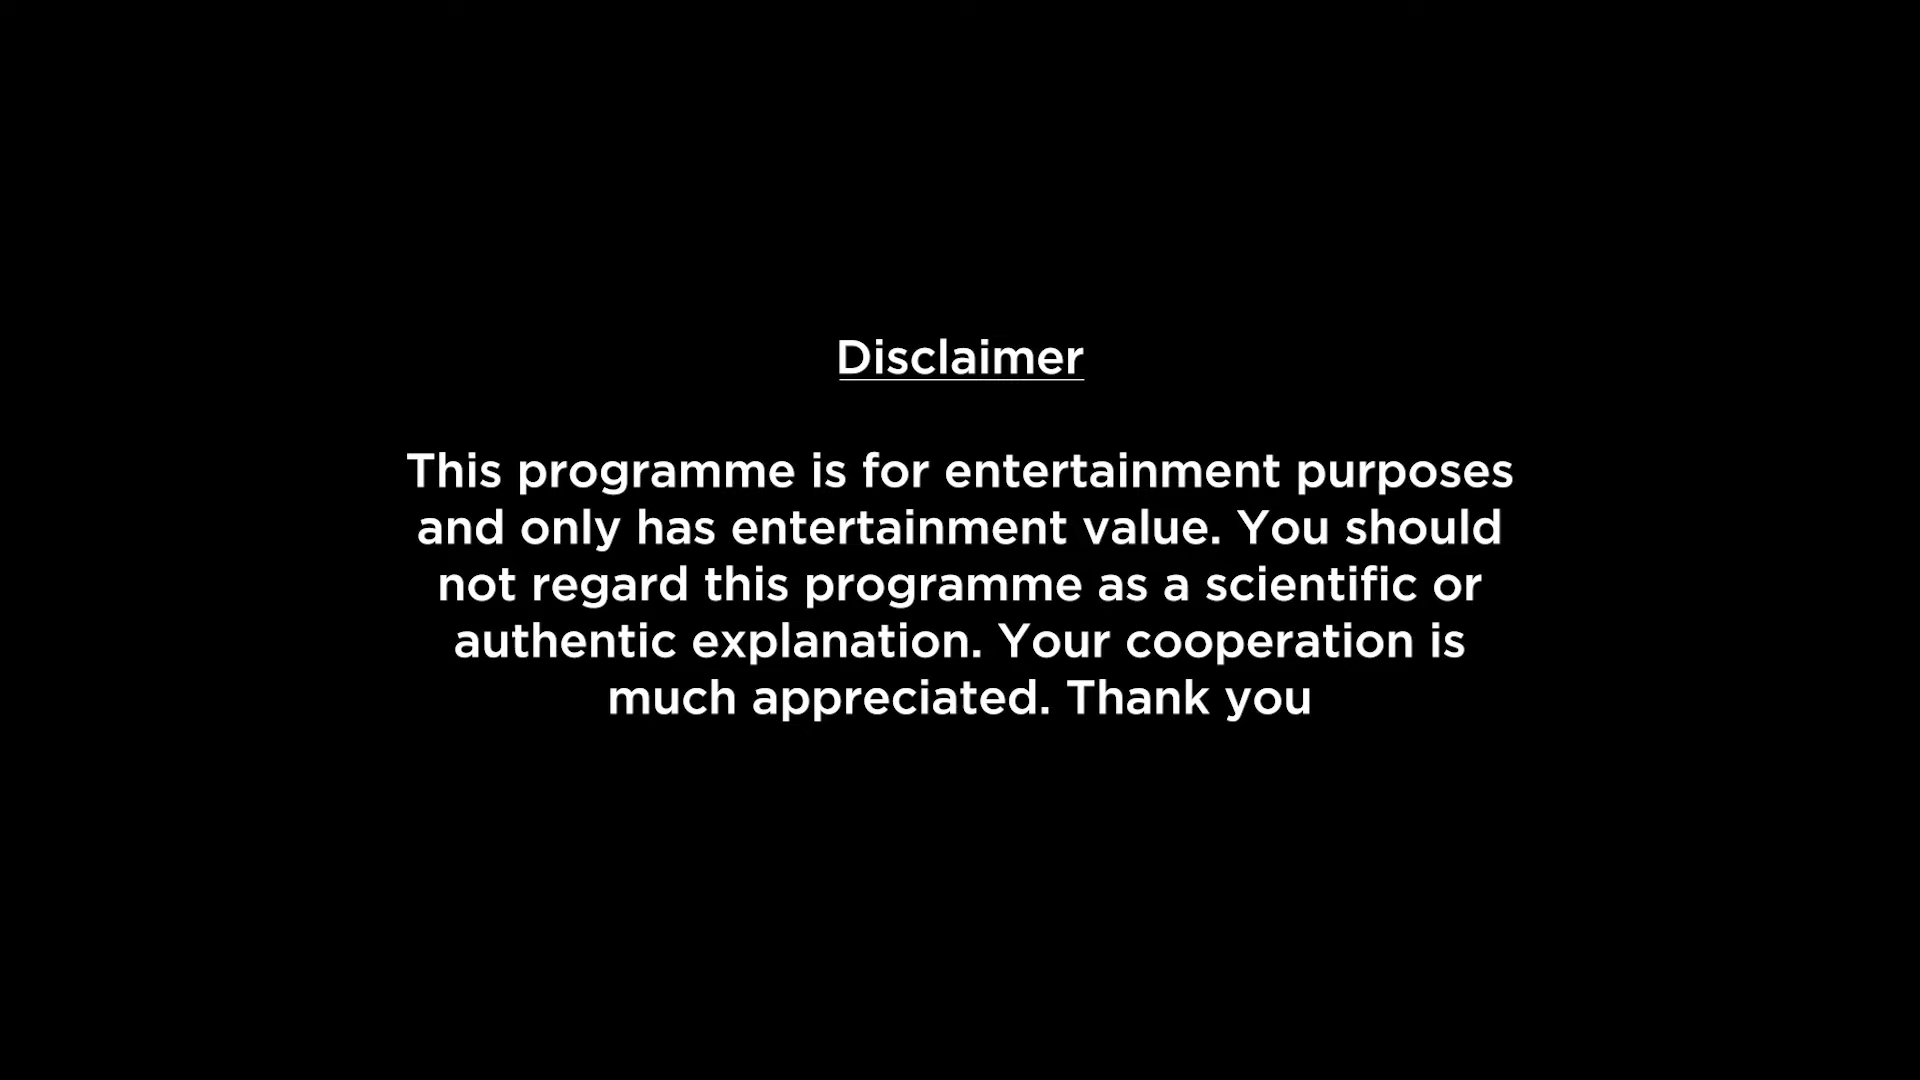 Disclaimer
This programme is for entertainment purposes
and only has entertainment value. You should
not regard this programme as a scientific or
authentic explanation. Your cooperation is
much appreciated. Thank you